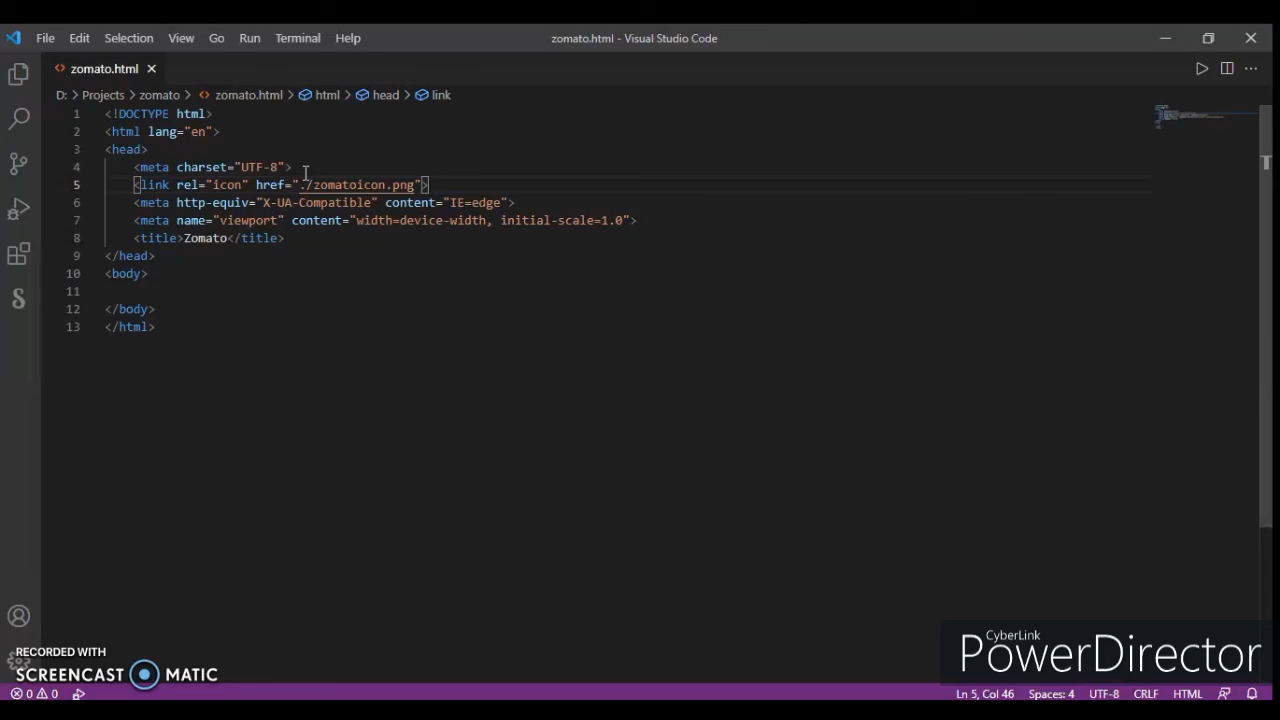 File Edit Selection View Go Run Terminal Help zomato.html - Visual Studio Code
zomato.html
D: Projects zomato zomato.html html head link
1 <!DOCTYPE html>
2 <html lang="en">
3 <head>
4 <meta charset="UTF-8">
5 <link rel="icon" href="./zomatoicon.png">
6 <meta http-equiv="X-UA-Compatible" content="IE=edge">
7 <meta name="viewport" content="width=device-width, initial-scale=1.0">
8 <title>Zomato</title>
9 </head>
10 <body>
11
12 </body>
13 </html>
RECORDED WITH
SCREENCAST MATIC
CyberLink
PowerDirector
0 0 Ln 5, Col 46 Spaces: 4 UTF-8 CRLF HTML